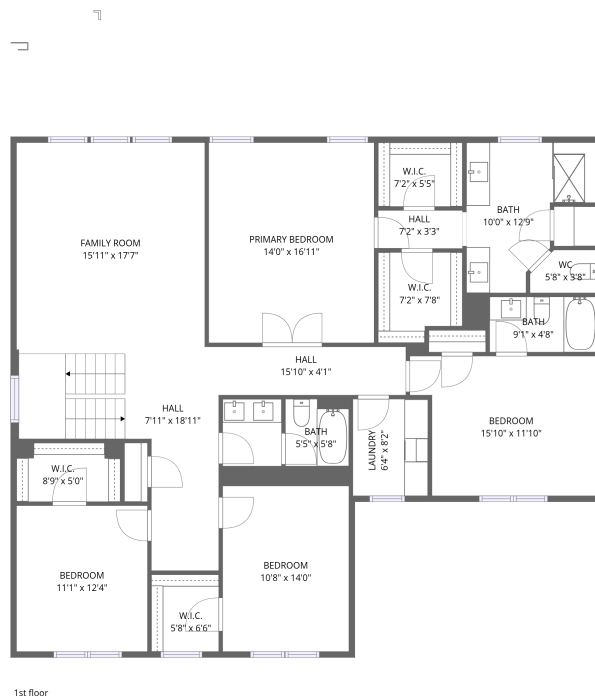 W.I.C.
7'2" x 5'5"
BATH
10'0" x 12'9"
HALL
7'2" x 3'3"
FAMILY ROOM
15'11" x 17'7"
PRIMARY BEDROOM
14'0" x 16'11"
WC
5'8" x 3'8"
W.I.C.
7'2" x 7'8"
BATH
9'1" x 4'8"
HALL
15'10" x 4'1"
HALL
7'11" x 18'11"
BEDROOM
15'10" x 11'10"
BATH
5'5" x 5'8"
LAUNDRY
6'4" x 8'2"
W.I.C.
8'9" x 5'0"
BEDROOM
11'1" x 12'4"
BEDROOM
10'8" x 14'0"
W.I.C.
5'8" x 6'6"
1st floor